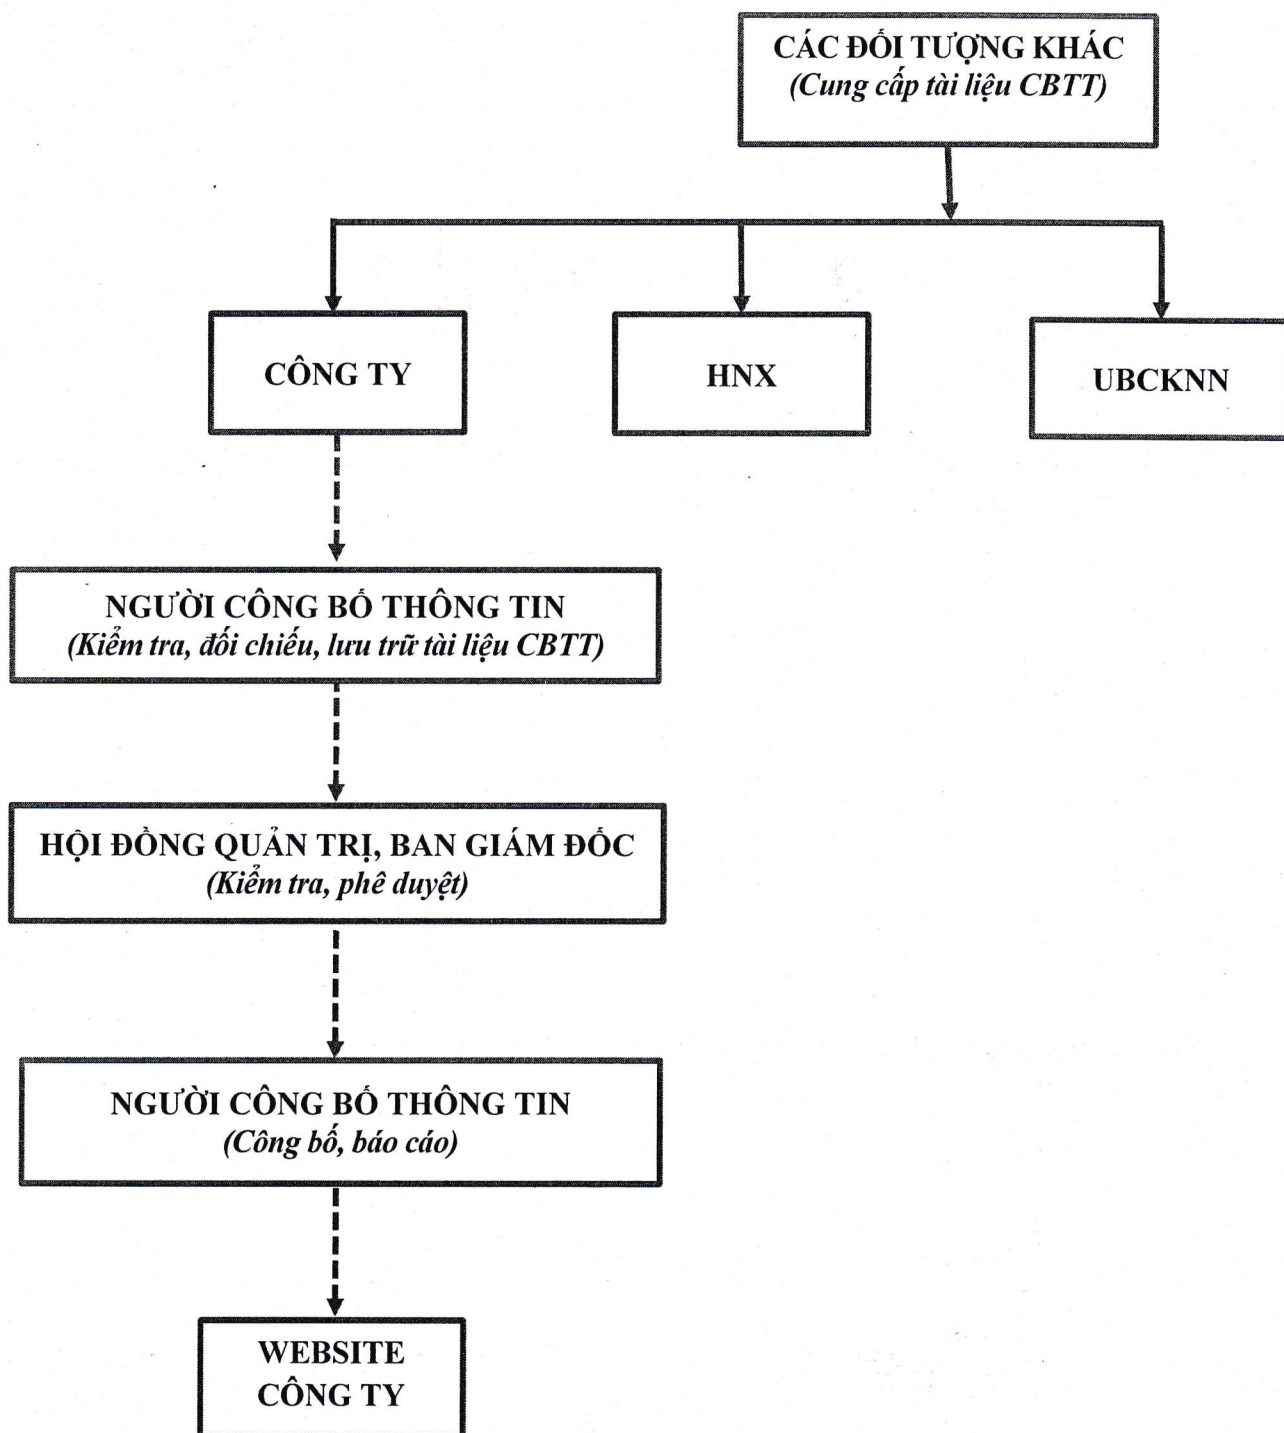 CÁC ĐỐI TƯỢNG KHÁC
(Cung cấp tài liệu CBTT)
CÔNG TY
HNX
UBCKNN
NGƯỜI CÔNG BỐ THÔNG TIN
(Kiểm tra, đối chiếu, lưu trữ tài liệu CBTT)
HỘI ĐỒNG QUẢN TRỊ, BAN GIÁM ĐỐC
(Kiểm tra, phê duyệt)
NGƯỜI CÔNG BỐ THÔNG TIN
(Công bố, báo cáo)
WEBSITE
CÔNG TY